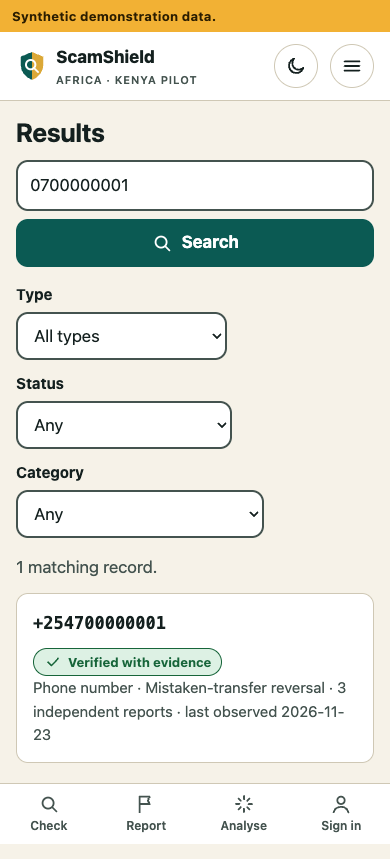 Synthetic demonstration data.
ScamShield
AFRICA · KENYA PILOT
Results
0700000001
Search
Type
All types
Status
Any
Category
Any
1 matching record.
+254700000001
Verified with evidence
Phone number · Mistaken-transfer reversal · 3
independent reports · last observed 2026-11-
23
Check
Report
Analyse
Sign in